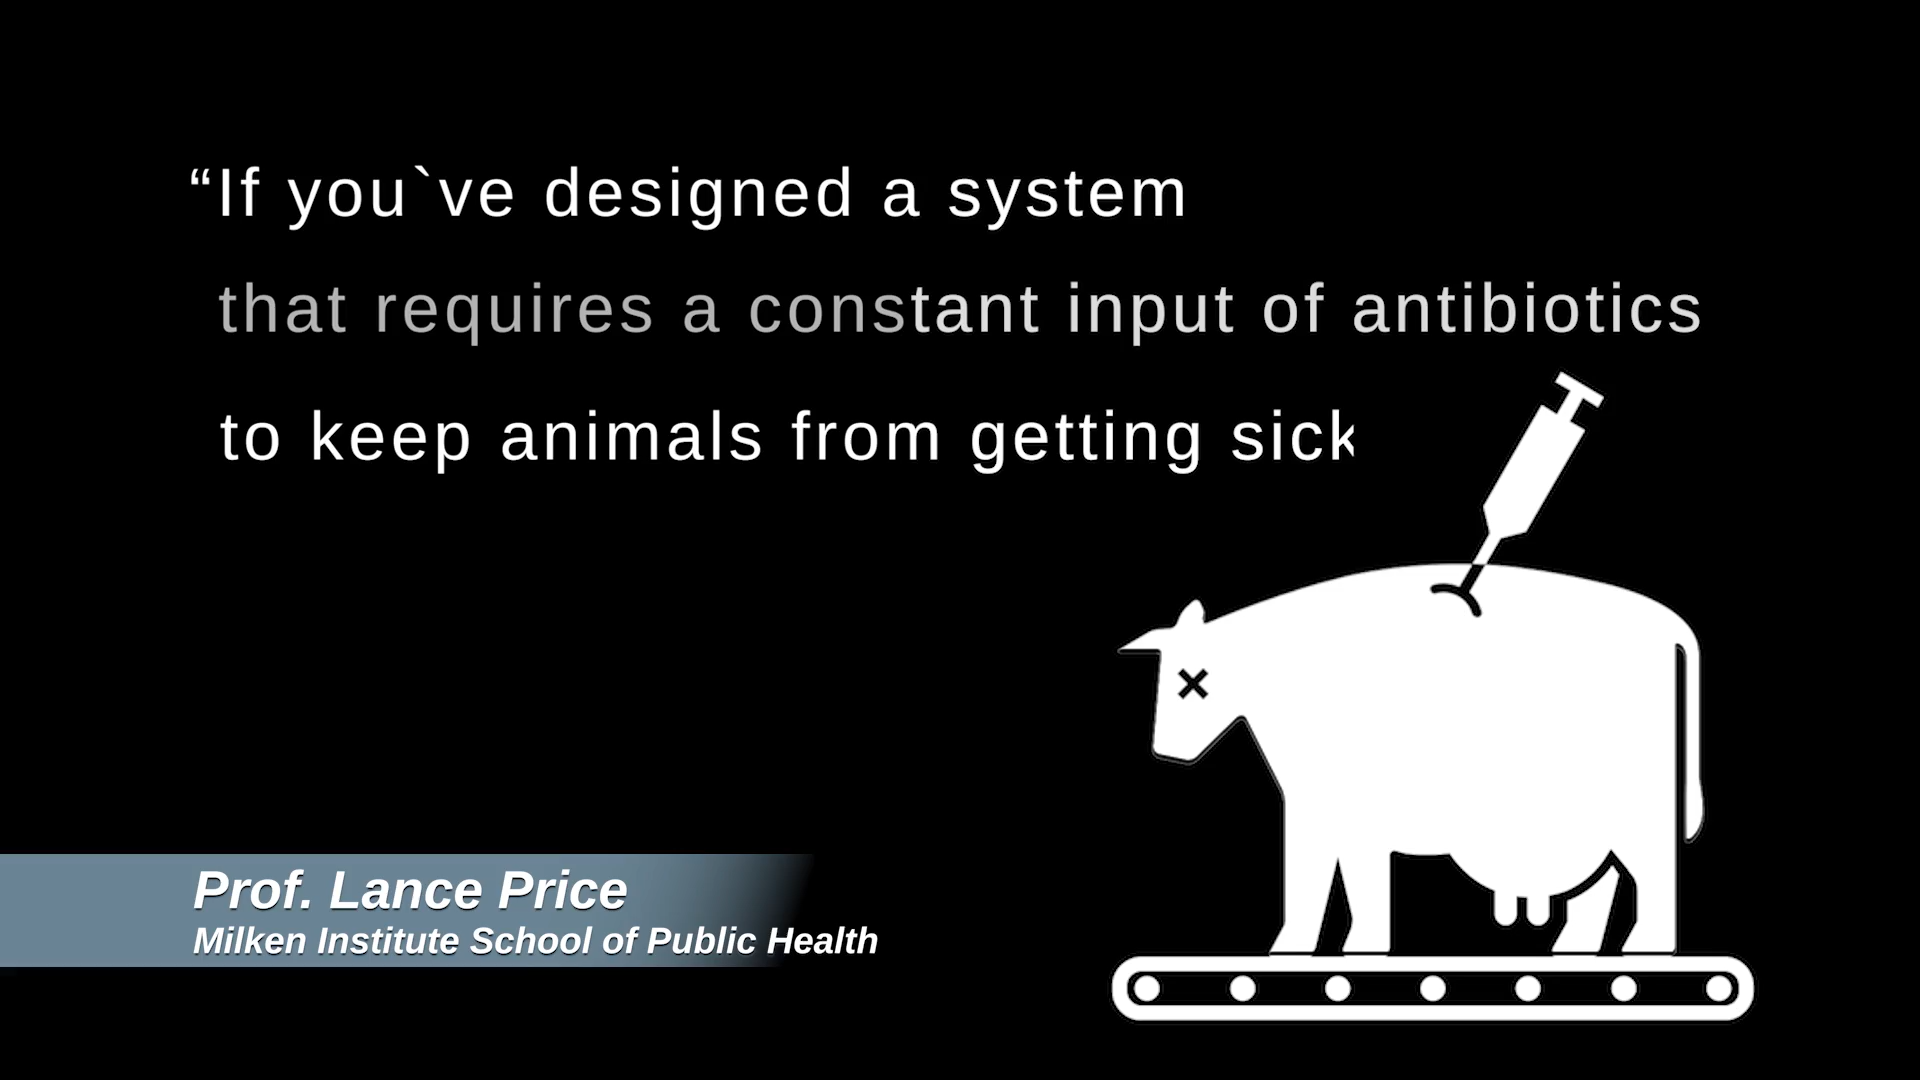 “If you`ve designed a system
that requires a constant input of antibiotics
to keep animals from getting sick
Prof. Lance Price
Milken Institute School of Public Health